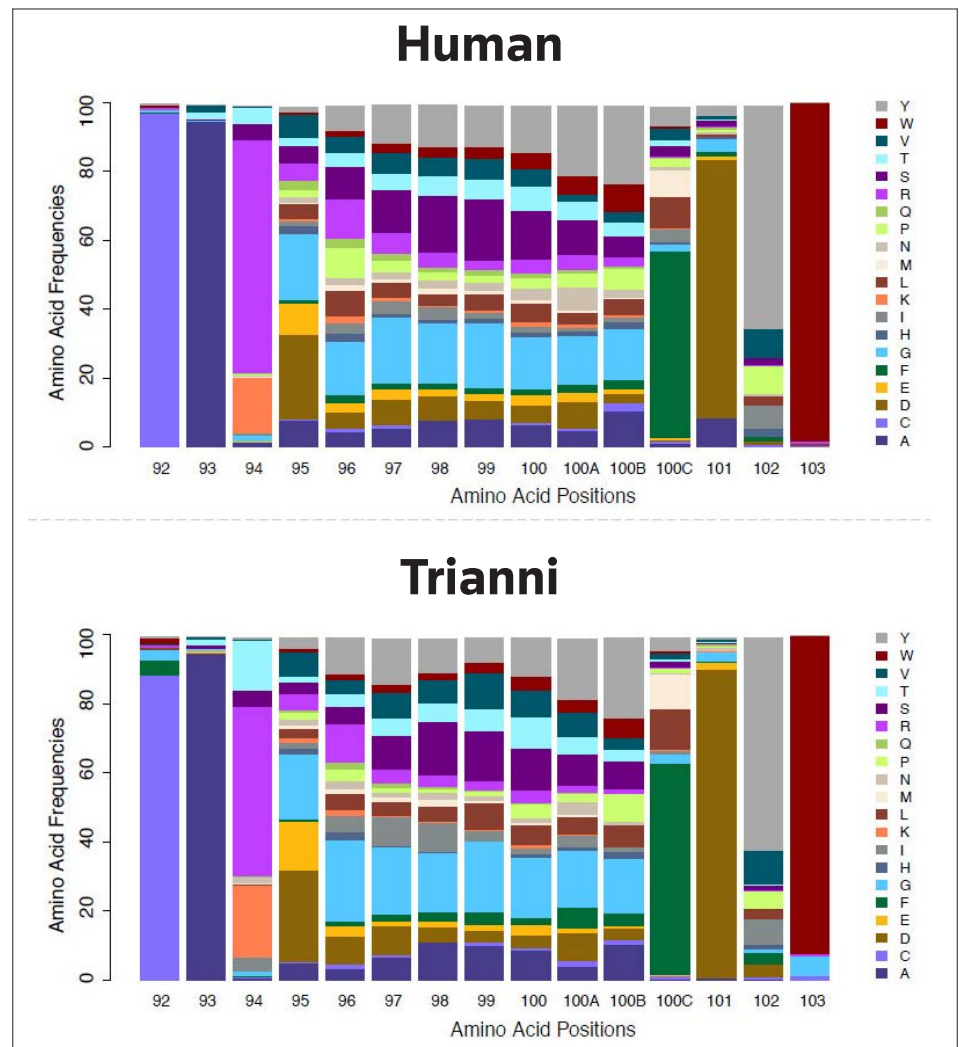 Human
100
80
60
40
20
0
Amino Acid Frequencies
92 93 94 95 96 97 98 99 100 100A 100B 100C 101 102 103
Amino Acid Positions
Y
W
V
T
S
R
Q
P
N
M
L
K
I
H
G
F
E
D
C
A
Trianni
100
80
60
40
20
0
Amino Acid Frequencies
92 93 94 95 96 97 98 99 100 100A 100B 100C 101 102 103
Amino Acid Positions
Y
W
V
T
S
R
Q
P
N
M
L
K
I
H
G
F
E
D
C
A